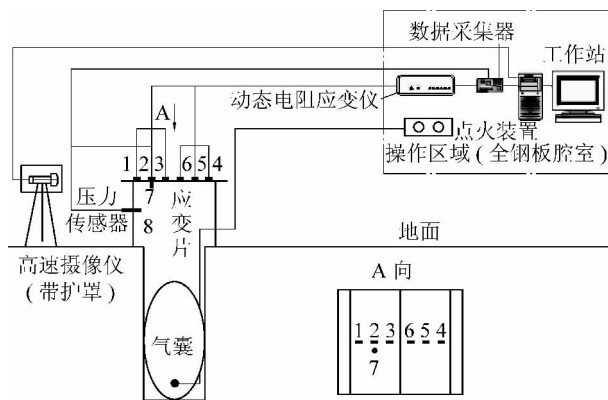 数据采集器
工作站
动态电阻应变仪
点火装置
操作区域(全钢板腔室)
A
1 2 3 6 5 4
7
8
压力
传感器
应变片
高速摄像仪
(带护罩)
地面
气囊
A 向
1 2 3 6 5 4
7